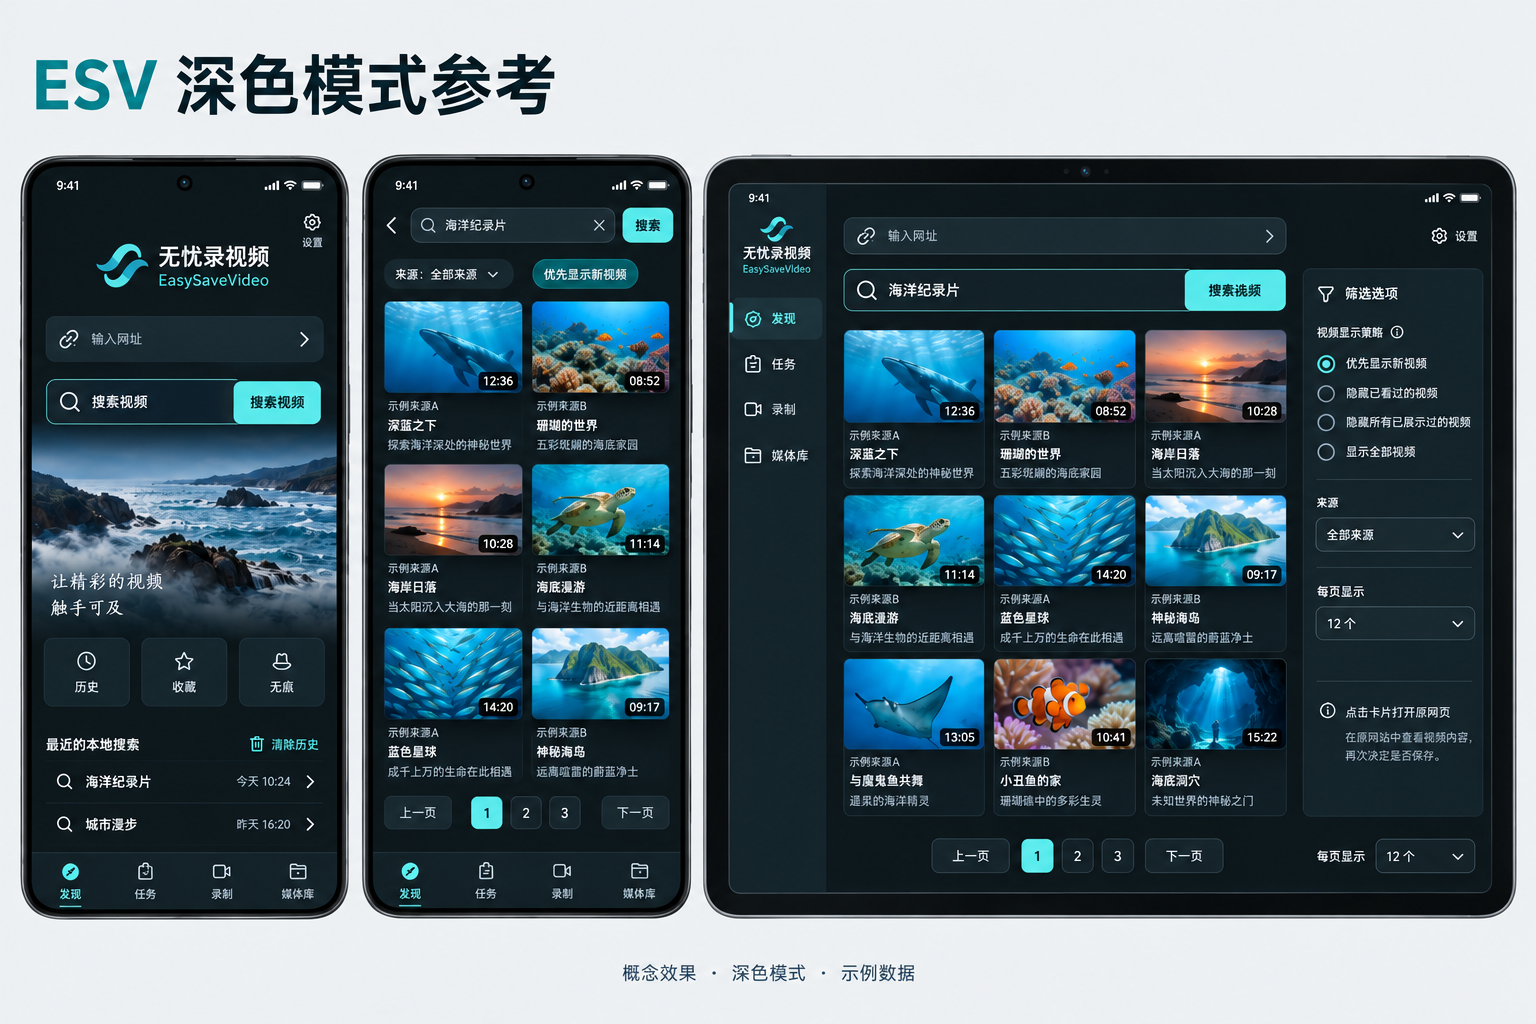 ESV 深色模式参考
9:41
设置
无忧录视频
EasySaveVideo
输入网址
搜索视频
搜索视频
让精彩的视频
触手可及
历史
收藏
无痕
最近的本地搜索
清除历史
海洋纪录片
今天 10:24
城市漫步
昨天 16:20
发现
任务
录制
媒体库
9:41
海洋纪录片
搜索
来源：全部来源
优先显示新视频
12:36
08:52
示例来源A
示例来源B
深蓝之下
珊瑚的世界
探索海洋深处的神秘世界
五彩斑斓的海底家园
10:28
11:14
示例来源A
示例来源B
海岸日落
海底漫游
当太阳沉入大海的那一刻
与海洋生物的近距离相遇
14:20
09:17
示例来源A
示例来源B
蓝色星球
神秘海岛
成千上万的生命在此相遇
远离喧嚣的蔚蓝净土
上一页
1
2
3
下一页
发现
任务
录制
媒体库
9:41
无忧录视频
EasySaveVideo
发现
任务
录制
媒体库
输入网址
设置
海洋纪录片
搜索视频
12:36
08:52
10:28
示例来源A
示例来源B
示例来源A
深蓝之下
珊瑚的世界
海岸日落
探索海洋深处的神秘世界
五彩斑斓的海底家园
当太阳沉入大海的那一刻
11:14
14:20
09:17
示例来源B
示例来源A
示例来源B
海底漫游
蓝色星球
神秘海岛
与海洋生物的近距离相遇
成千上万的生命在此相遇
远离喧嚣的蔚蓝净土
13:05
10:41
15:22
示例来源A
示例来源B
示例来源A
与魔鬼鱼共舞
小丑鱼的家
海底洞穴
温柔的海洋精灵
珊瑚礁中的多彩生灵
未知世界的神秘之门
上一页
1
2
3
下一页
筛选选项
视频显示策略
优先显示新视频
隐藏已看过的视频
隐藏所有已展示过的视频
显示全部视频
来源
全部来源
每页显示
12 个
点击卡片打开原网页
在原网站中查看视频内容，
再次决定是否保存。
每页显示
12 个
概念效果 · 深色模式 · 示例数据